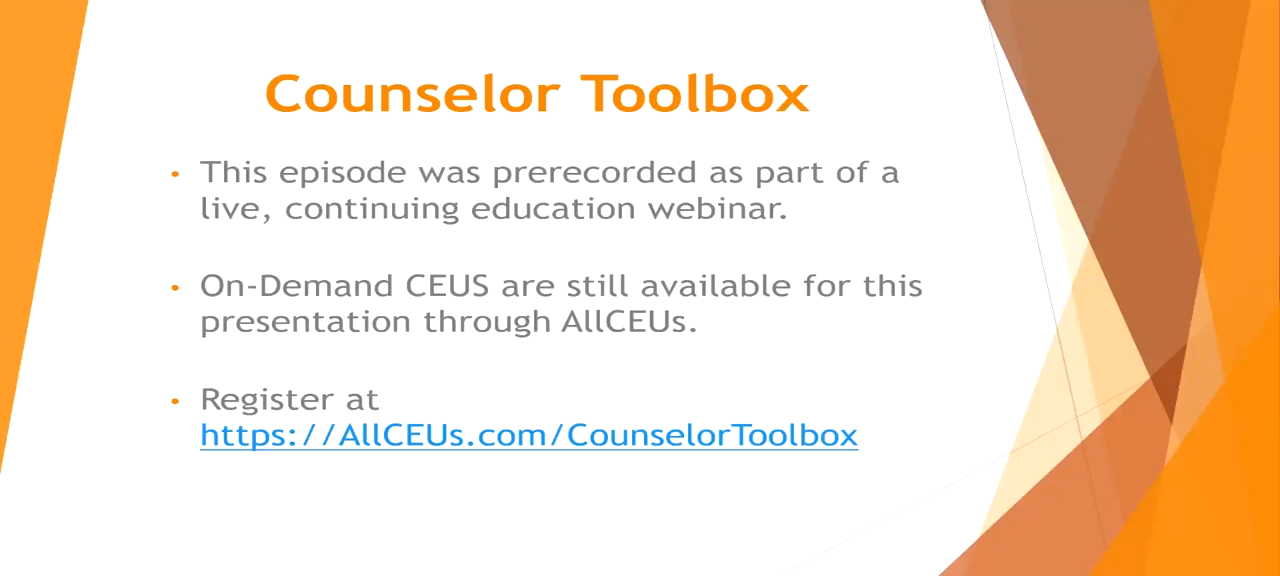 Counselor Toolbox
• This episode was prerecorded as part of a
live, continuing education webinar.
• On-Demand CEUS are still available for this
presentation through AllCEUs.
• Register at
https://AllCEUs.com/CounselorToolbox